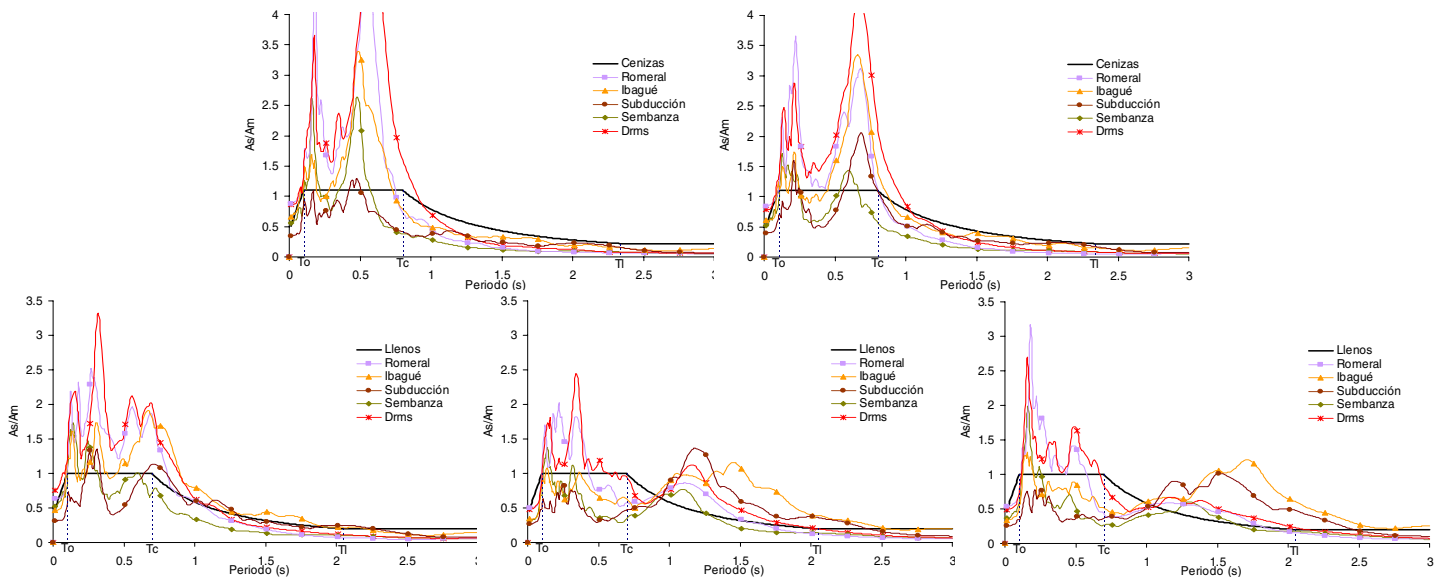 4
3.5
3
2.5
2
1.5
1
0.5
0
As/Am
0 0.5 1 1.5 2 2.5 3
To Tc Tl
Periodo (s)
Cenizas
Romeral
Ibagué
Subducción
Sembanza
Drms
4
3.5
3
2.5
2
1.5
1
0.5
0
As/Am
0 0.5 1 1.5 2 2.5 3
To Tc Tl
Periodo (s)
Cenizas
Romeral
Ibagué
Subducción
Sembanza
Drms
3.5
3
2.5
2
1.5
1
0.5
0
As/Am
To Tc Tl
0 0.5 1 1.5 2 2.5 3
Periodo (s)
Llenos
Romeral
Ibagué
Subducción
Sembanza
Drms
3.5
3
2.5
2
1.5
1
0.5
0
As/Am
To Tc Tl
0 0.5 1 1.5 2 2.5 3
Periodo (s)
Llenos
Romeral
Ibagué
Subducción
Sembanza
Drms
3.5
3
2.5
2
1.5
1
0.5
0
As/Am
To Tc Tl
0 0.5 1 1.5 2 2.5 3
Periodo (s)
Llenos
Romeral
Ibagué
Subducción
Sembanza
Drms